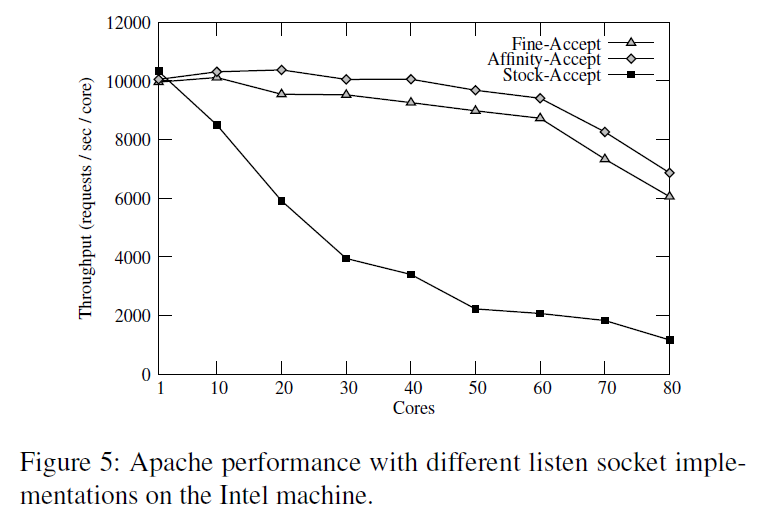 12000
10000
8000
6000
4000
2000
0
Throughput (requests / sec / core)
Fine-Accept
Affinity-Accept
Stock-Accept
1 10 20 30 40 50 60 70 80
Cores
Figure 5: Apache performance with different listen socket imple-
mentations on the Intel machine.